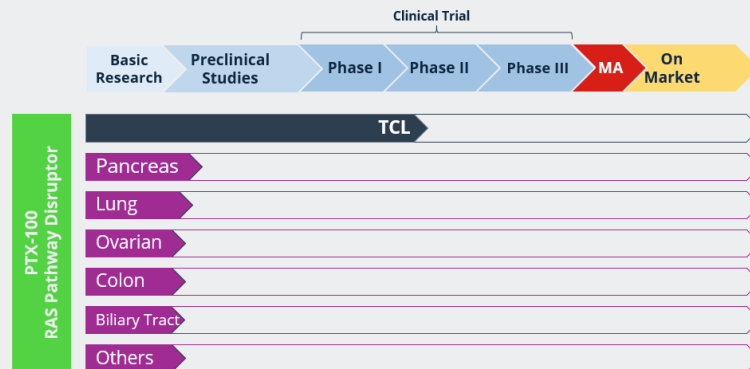 Clinical Trial
Basic
Research
Preclinical
Studies
Phase I
Phase II
Phase III
MA
On
Market
PTX-100
RAS Pathway Disruptor
TCL
Pancreas
Lung
Ovarian
Colon
Biliary Tract
Others